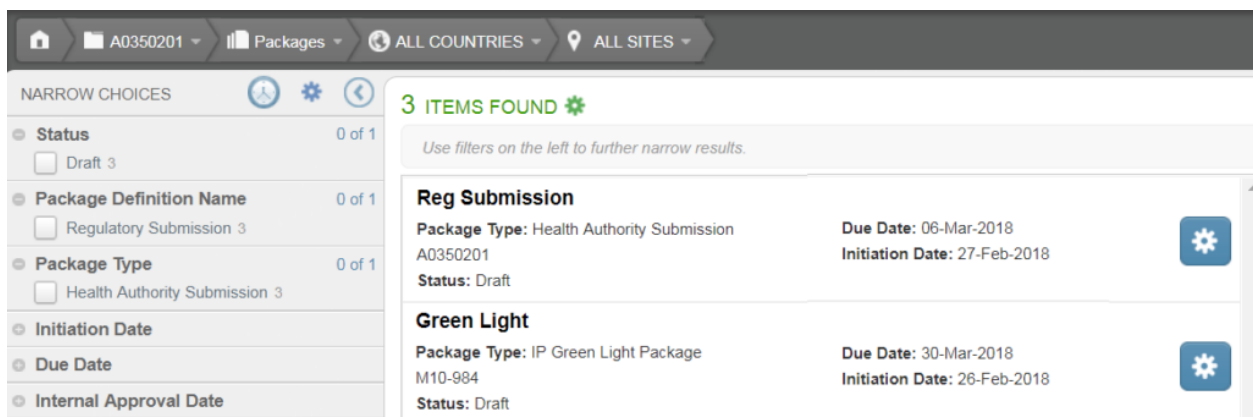 A0350201 Packages ALL COUNTRIES ALL SITES
NARROW CHOICES
Status 0 of 1
Draft 3
Package Definition Name 0 of 1
Regulatory Submission 3
Package Type 0 of 1
Health Authority Submission 3
Initiation Date
Due Date
Internal Approval Date
3 ITEMS FOUND
Use filters on the left to further narrow results.
Reg Submission
Package Type: Health Authority Submission
A0350201
Status: Draft
Due Date: 06-Mar-2018
Initiation Date: 27-Feb-2018
Green Light
Package Type: IP Green Light Package
M10-984
Status: Draft
Due Date: 30-Mar-2018
Initiation Date: 26-Feb-2018